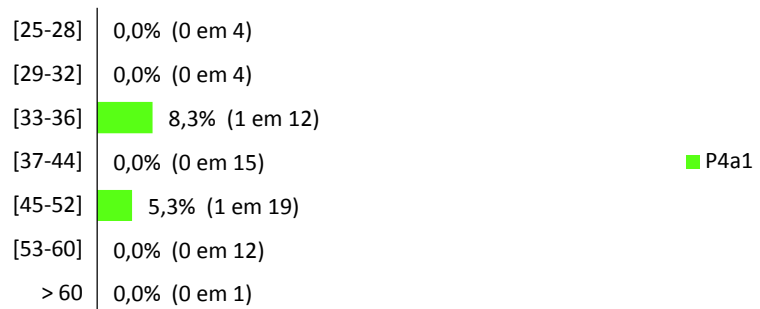 [25-28] 0,0% (0 em 4)
[29-32] 0,0% (0 em 4)
[33-36] 8,3% (1 em 12)
[37-44] 0,0% (0 em 15)
P4a1
[45-52] 5,3% (1 em 19)
[53-60] 0,0% (0 em 12)
> 60 0,0% (0 em 1)